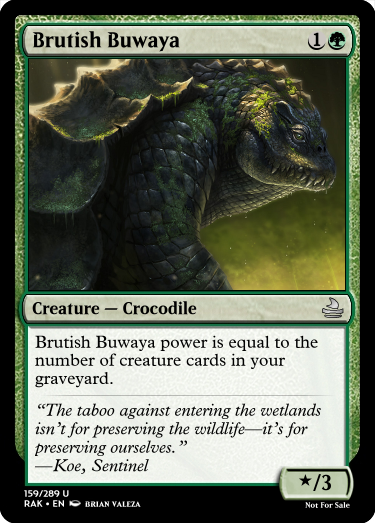 Brutish Buwaya 1
Creature — Crocodile
Brutish Buwaya power is equal to the
number of creature cards in your
graveyard.
“The taboo against entering the wetlands
isn’t for preserving the wildlife—it’s for
preserving ourselves.”
—Koe, Sentinel
★/3
159/289 U
RAK • EN BRIAN VALEZA
Not For Sale